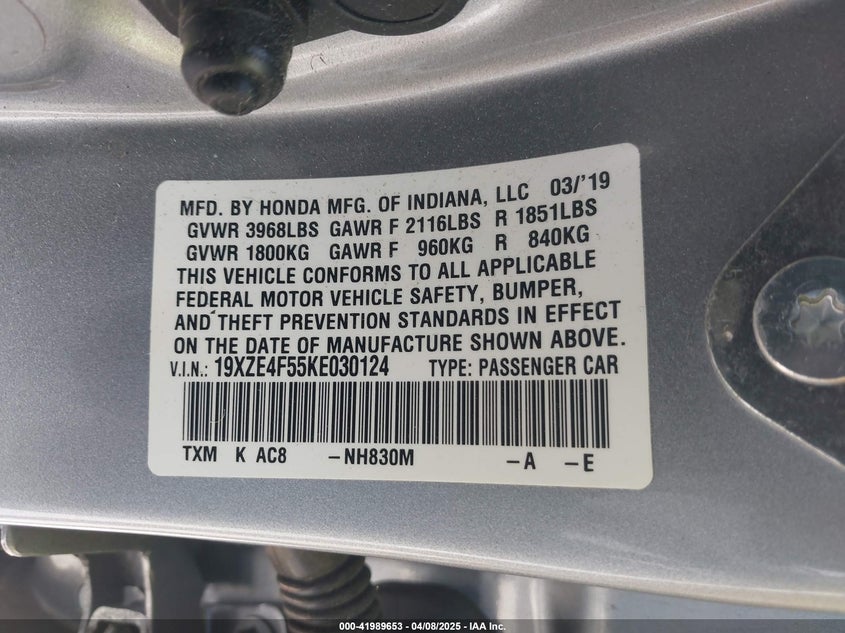 MFD. BY HONDA MFG. OF INDIANA, LLC 03/'19
GVWR 3968LBS GAWR F 2116LBS R 1851LBS
GVWR 1800KG GAWR F 960KG R 840KG
THIS VEHICLE CONFORMS TO ALL APPLICABLE
FEDERAL MOTOR VEHICLE SAFETY, BUMPER,
AND THEFT PREVENTION STANDARDS IN EFFECT
ON THE DATE OF MANUFACTURE SHOWN ABOVE.
V.I.N.: 19XZE4F55KE030124 TYPE: PASSENGER CAR
TXM K AC8 -NH830M -A -E
000-41989653 - 04/08/2025 - IAA Inc.